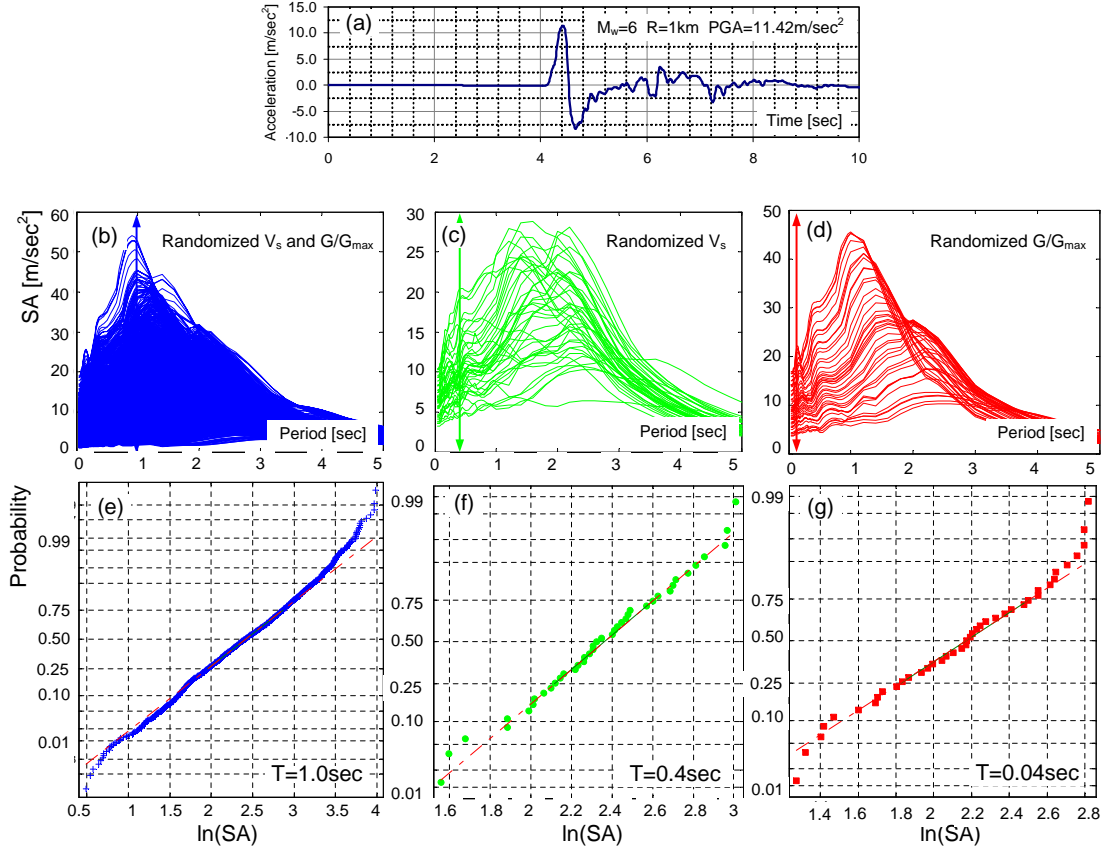 (a)
M_w=6 R=1km PGA=11.42m/sec²
Acceleration [m/sec²]
15.0
10.0
5.0
0.0
-5.0
-10.0
Time [sec]
0 2 4 6 8 10
SA [m/sec²]
(b)
Randomized V_s and G/G_max
60
50
40
30
20
10
0
Period [sec]
0 1 2 3 4 5
(c)
Randomized V_s
30
25
20
15
10
5
0
Period [sec]
0 1 2 3 4 5
(d)
Randomized G/G_max
50
40
30
20
10
0
Period [sec]
0 1 2 3 4 5
Probability
(e)
0.99
0.75
0.50
0.25
0.10
0.01
T=1.0sec
0.5 1 1.5 2 2.5 3 3.5 4
ln(SA)
(f)
0.99
0.75
0.50
0.25
0.10
0.01
T=0.4sec
1.6 1.8 2 2.2 2.4 2.6 2.8 3
ln(SA)
(g)
0.99
0.75
0.50
0.25
0.10
0.01
T=0.04sec
1.4 1.6 1.8 2 2.2 2.4 2.6 2.8
ln(SA)